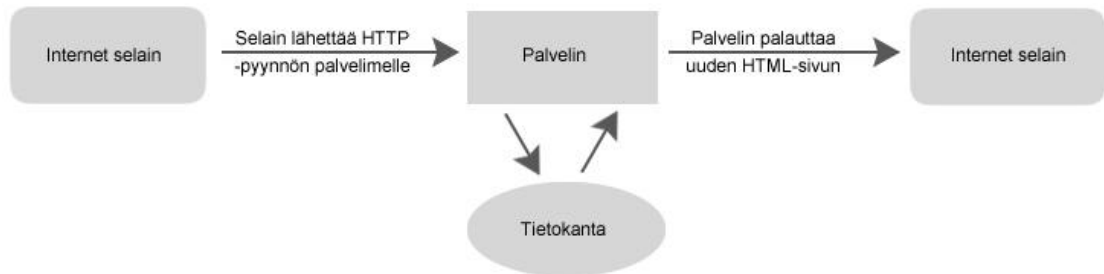 Internet selain
Selain lähettää HTTP
-pyynnön palvelimelle
Palvelin
Palvelin palauttaa
uuden HTML-sivun
Internet selain
Tietokanta